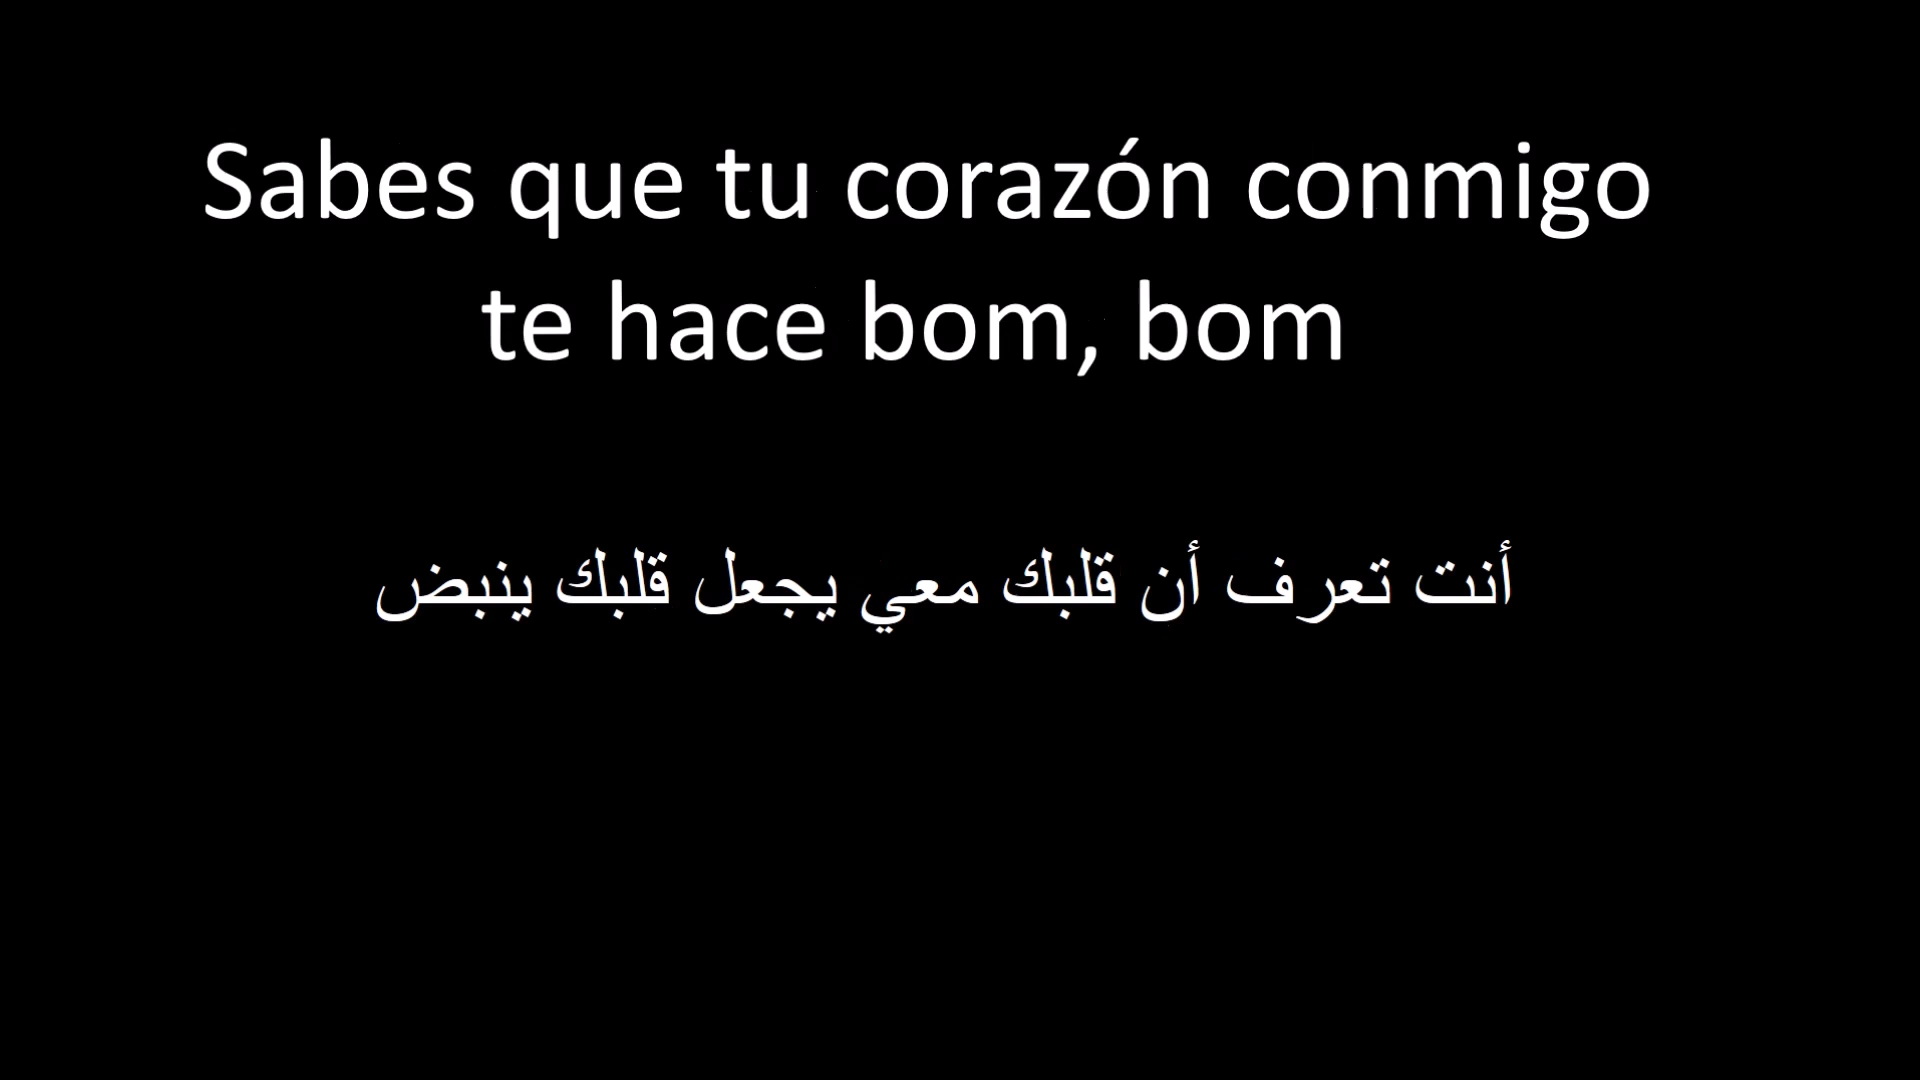 Sabes que tu corazón conmigo
te hace bom, bom
أنت تعرف أن قلبك معي يجعل قلبك ينبض